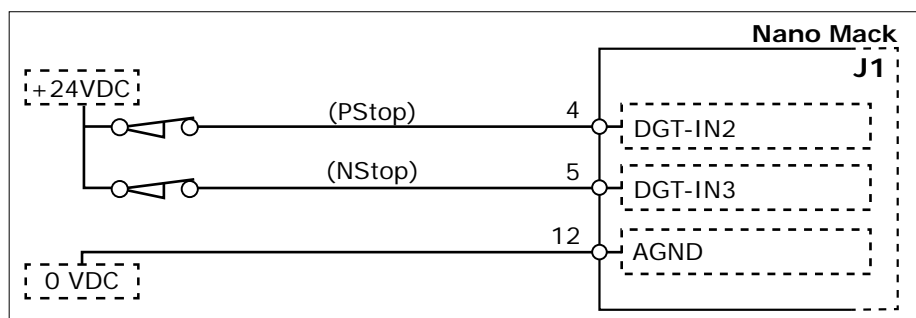 Nano Mack
J1
+24VDC
(PStop)
4
DGT-IN2
(NStop)
5
DGT-IN3
12
AGND
0 VDC